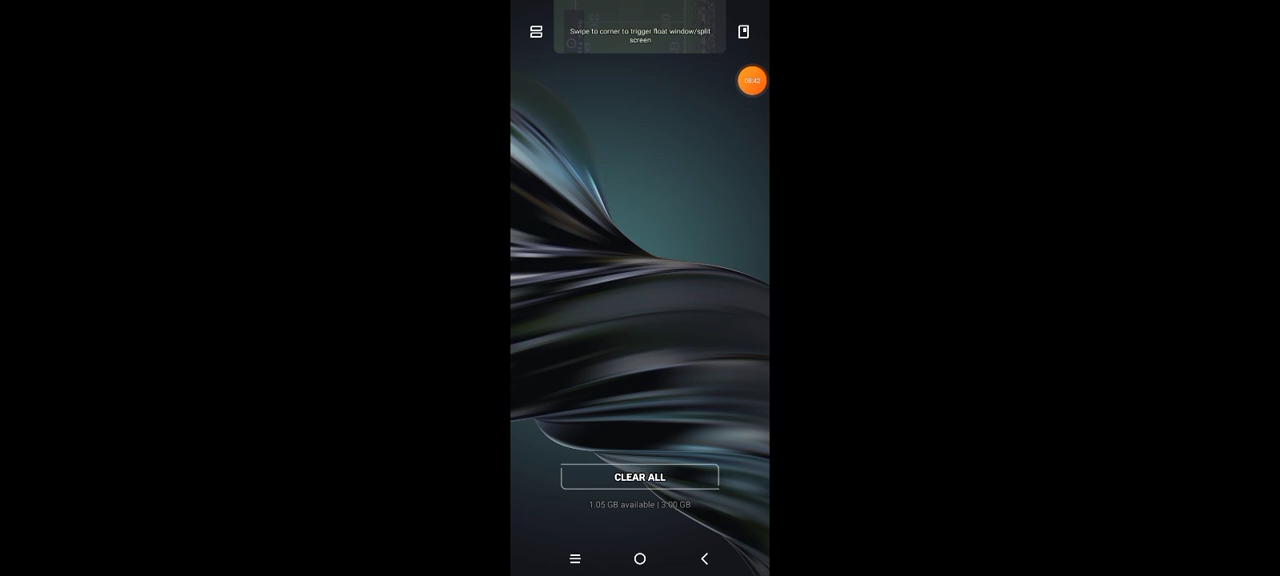 Swipe to corner to trigger float window/split
screen
08:42
CLEAR ALL
1.05 GB available | 3.00 GB